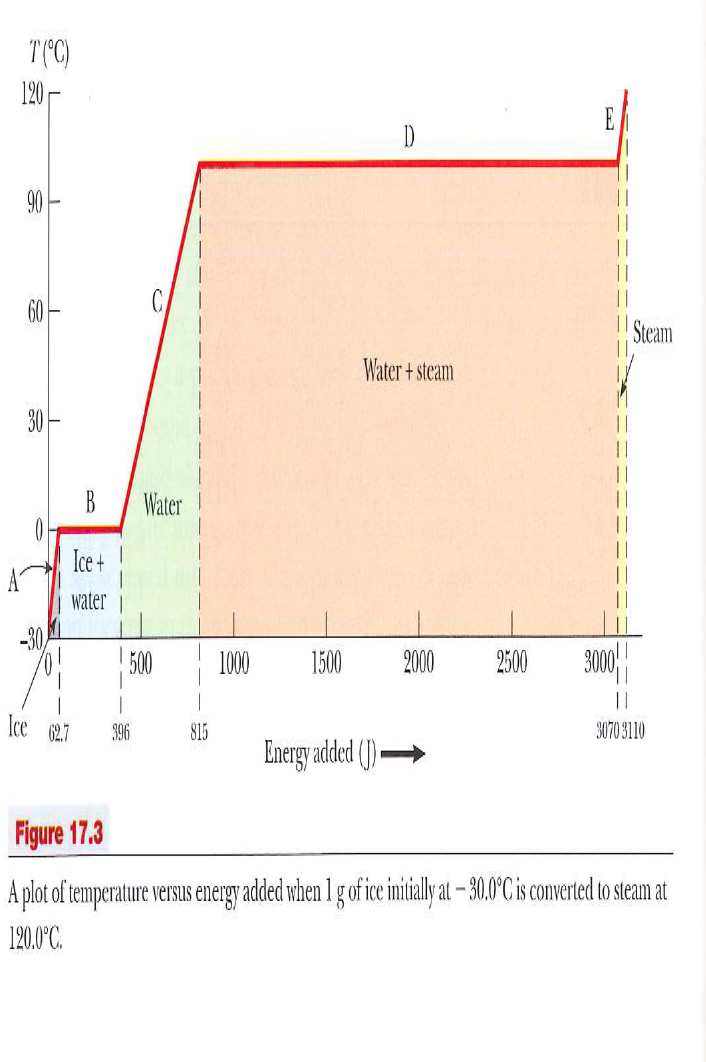 T(°C)
120
E
D
90
C
60
Steam
Water + steam
30
B
Water
0
Ice +
A
water
–30
0
500
1000
1500
2000
2500
3000
Ice
62.7
396
815
3070 3110
Energy added (J)
Figure 17.3
A plot of temperature versus energy added when 1 g of ice initially at – 30.0°C is converted to steam at
120.0°C.